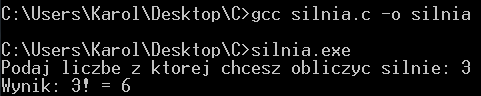 C:\Users\Karol\Desktop\C>gcc silnia.c -o silnia
C:\Users\Karol\Desktop\C>silnia.exe
Podaj liczbe z ktorej chcesz obliczyc silnie: 3
Wynik: 3! = 6